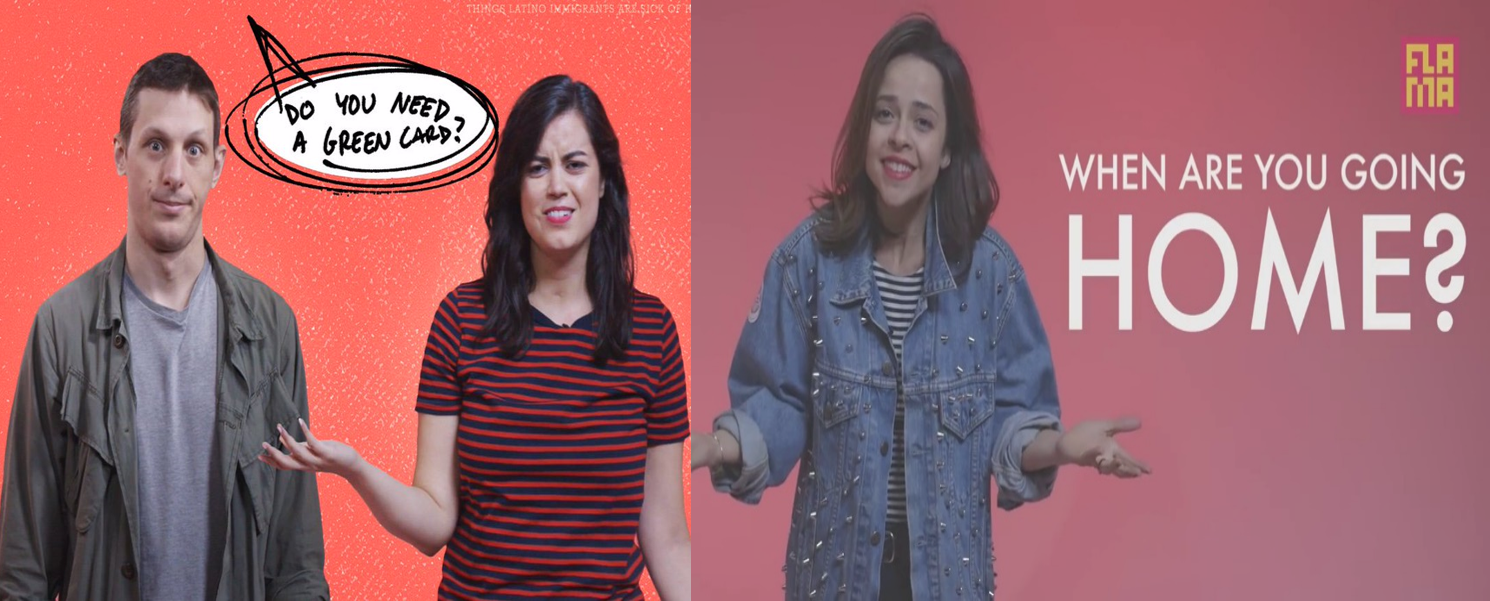 THINGS LATINO IMMIGRANTS ARE SICK OF H
DO YOU NEED
A GREEN CARD?
FLA
MA
WHEN ARE YOU GOING
HOME?